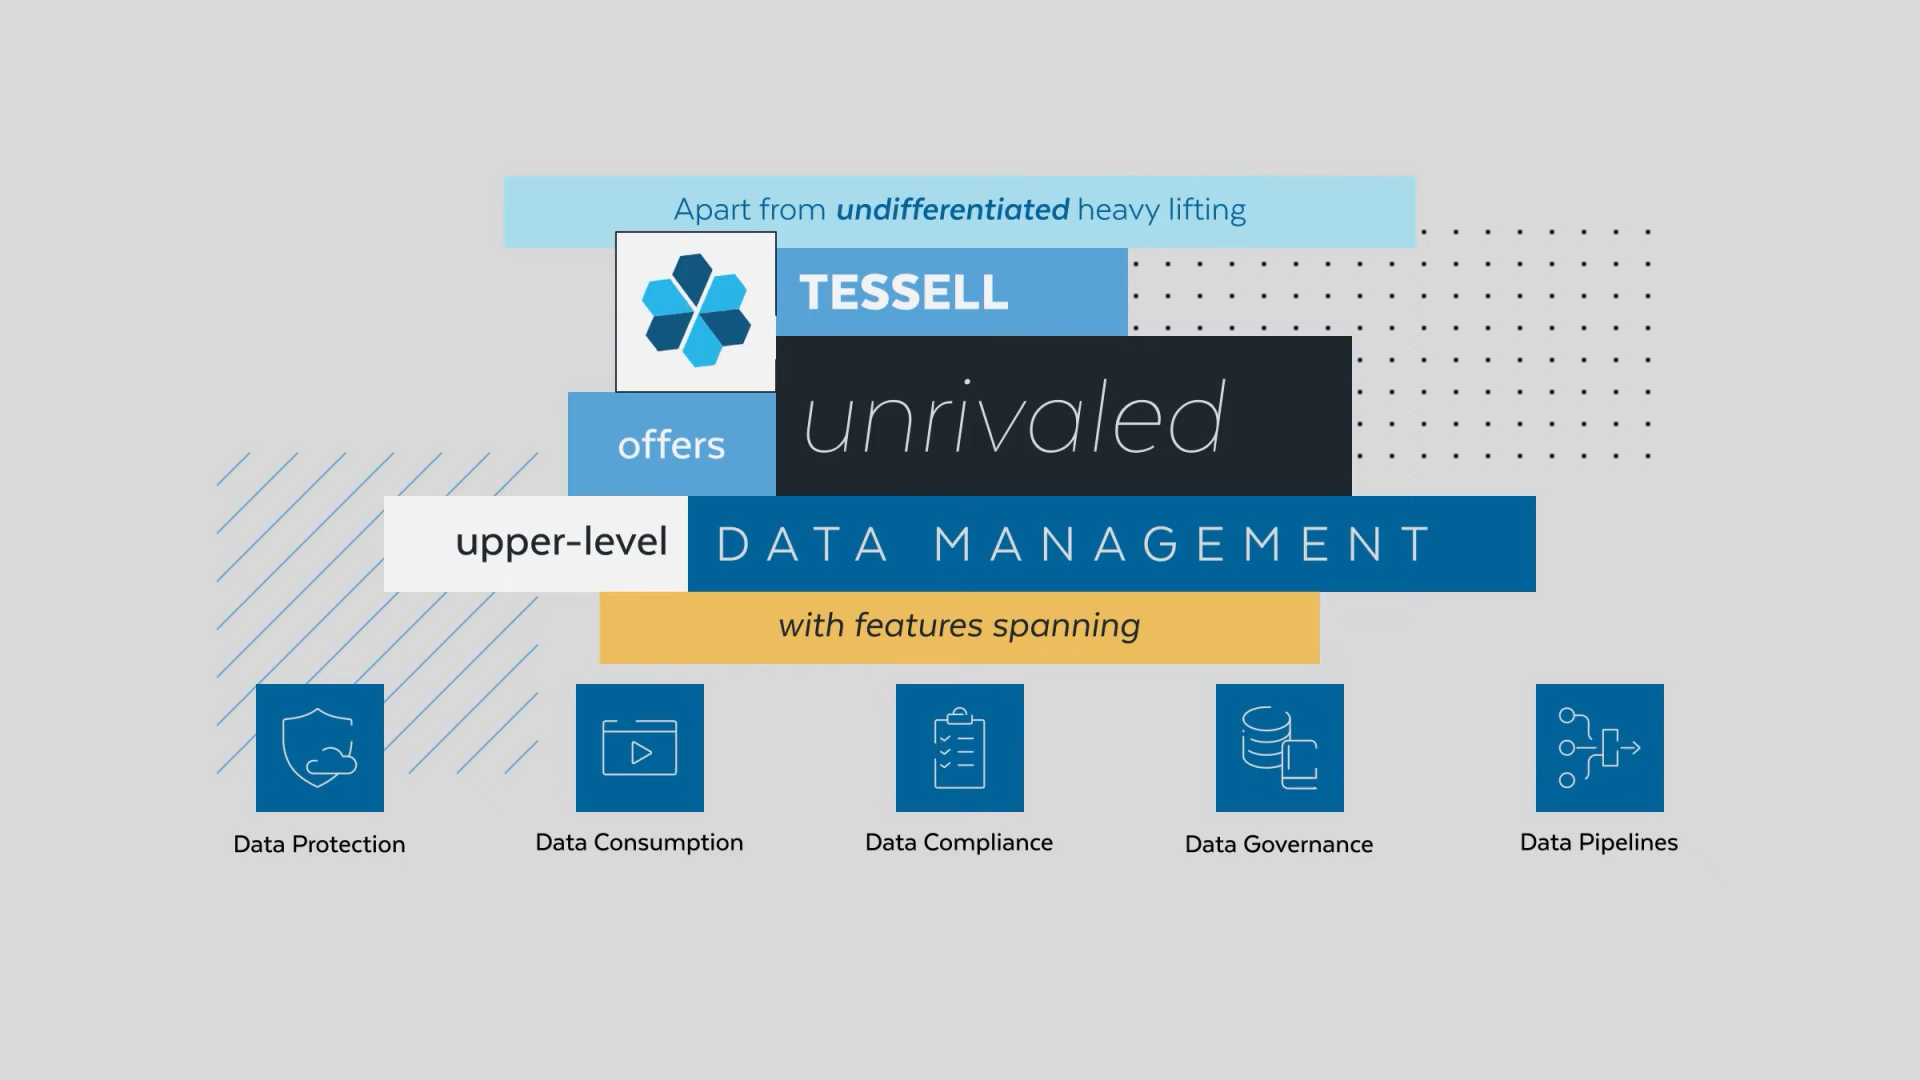 Apart from undifferentiated heavy lifting
TESSELL
offers unrivaled
upper-level DATA MANAGEMENT
with features spanning
Data Protection
Data Consumption
Data Compliance
Data Governance
Data Pipelines